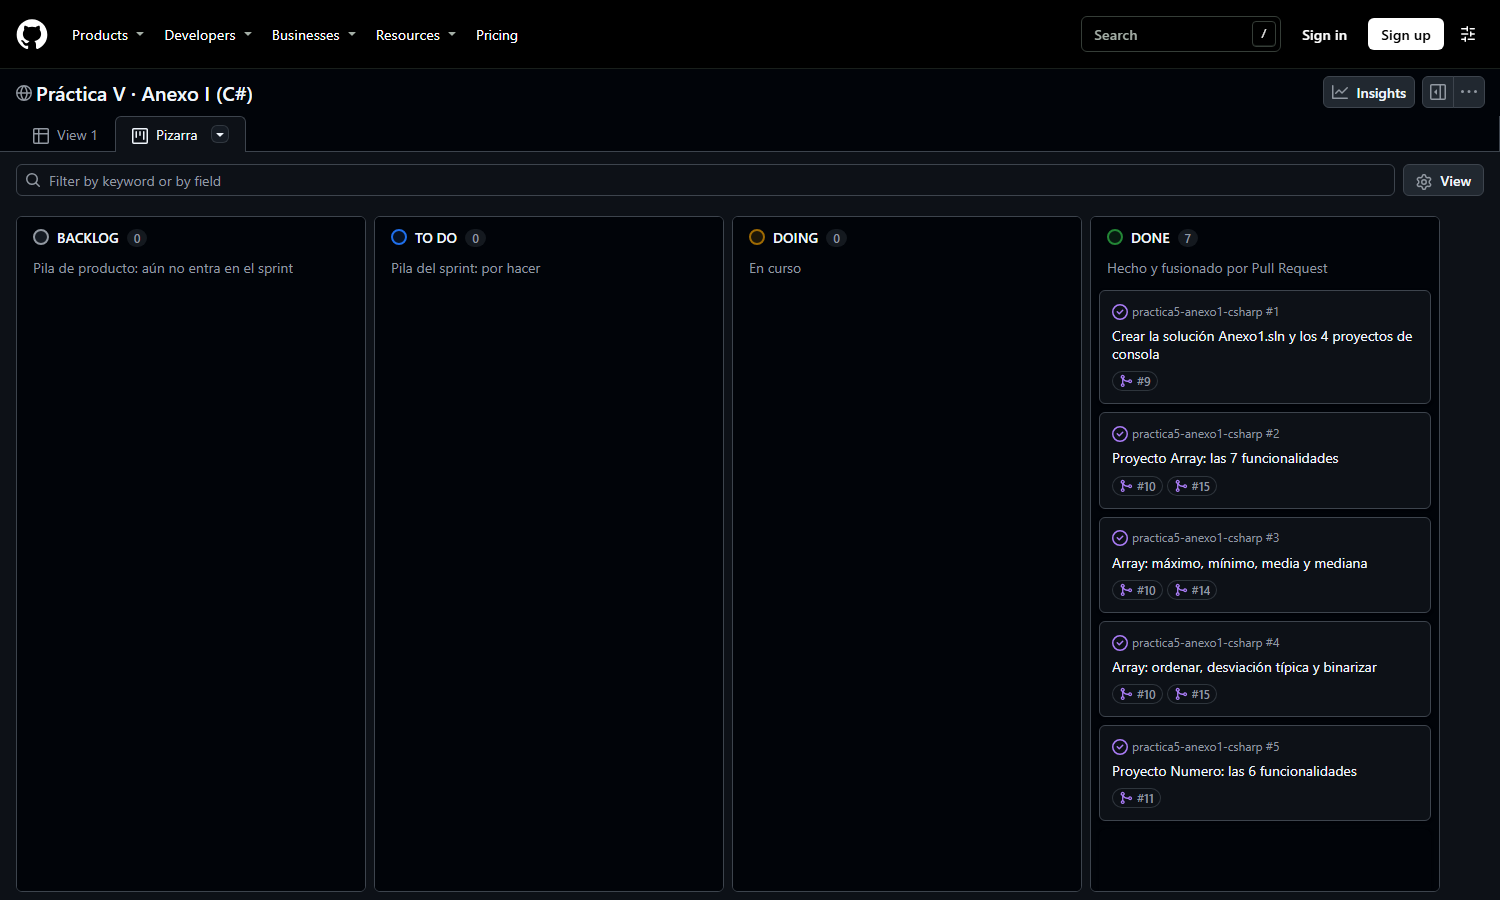 Products Developers Businesses Resources Pricing Search / Sign in Sign up
Práctica V · Anexo I (C#) Insights
View 1 Pizarra
Filter by keyword or by field View
BACKLOG 0
Pila de producto: aún no entra en el sprint
TO DO 0
Pila del sprint: por hacer
DOING 0
En curso
DONE 7
Hecho y fusionado por Pull Request
practica5-anexo1-csharp #1
Crear la solución Anexo1.sln y los 4 proyectos de
consola
#9
practica5-anexo1-csharp #2
Proyecto Array: las 7 funcionalidades
#10 #15
practica5-anexo1-csharp #3
Array: máximo, mínimo, media y mediana
#10 #14
practica5-anexo1-csharp #4
Array: ordenar, desviación típica y binarizar
#10 #15
practica5-anexo1-csharp #5
Proyecto Numero: las 6 funcionalidades
#11